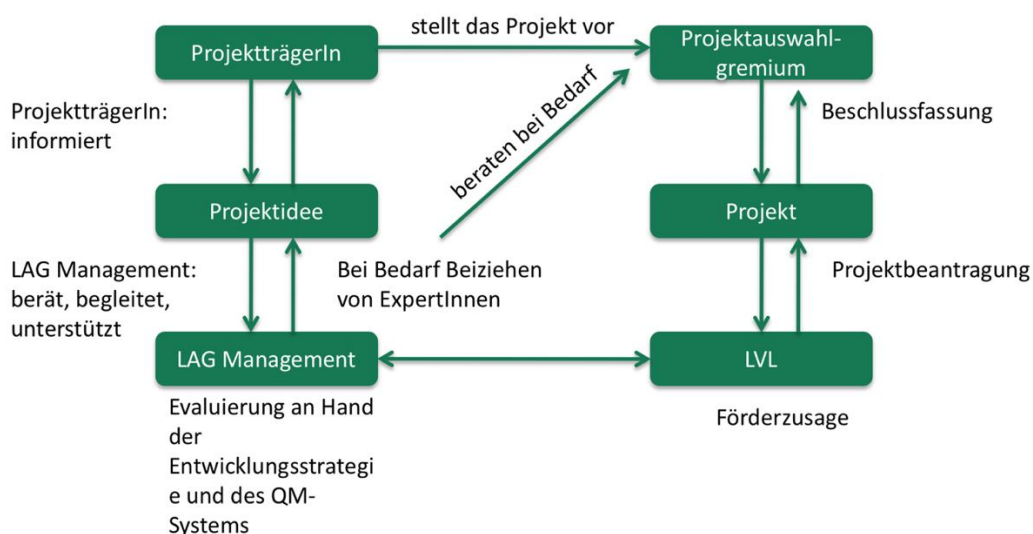 stellt das Projekt vor
ProjektträgerIn
Projektauswahl-
gremium
ProjektträgerIn:
informiert
beraten bei Bedarf
Beschlussfassung
Projektidee
Projekt
LAG Management:
berät, begleitet,
unterstützt
Bei Bedarf Beiziehen
von ExpertInnen
Projektbeantragung
LAG Management
LVL
Evaluierung an Hand
der
Entwicklungsstrategi
e und des QM-
Systems
Förderzusage